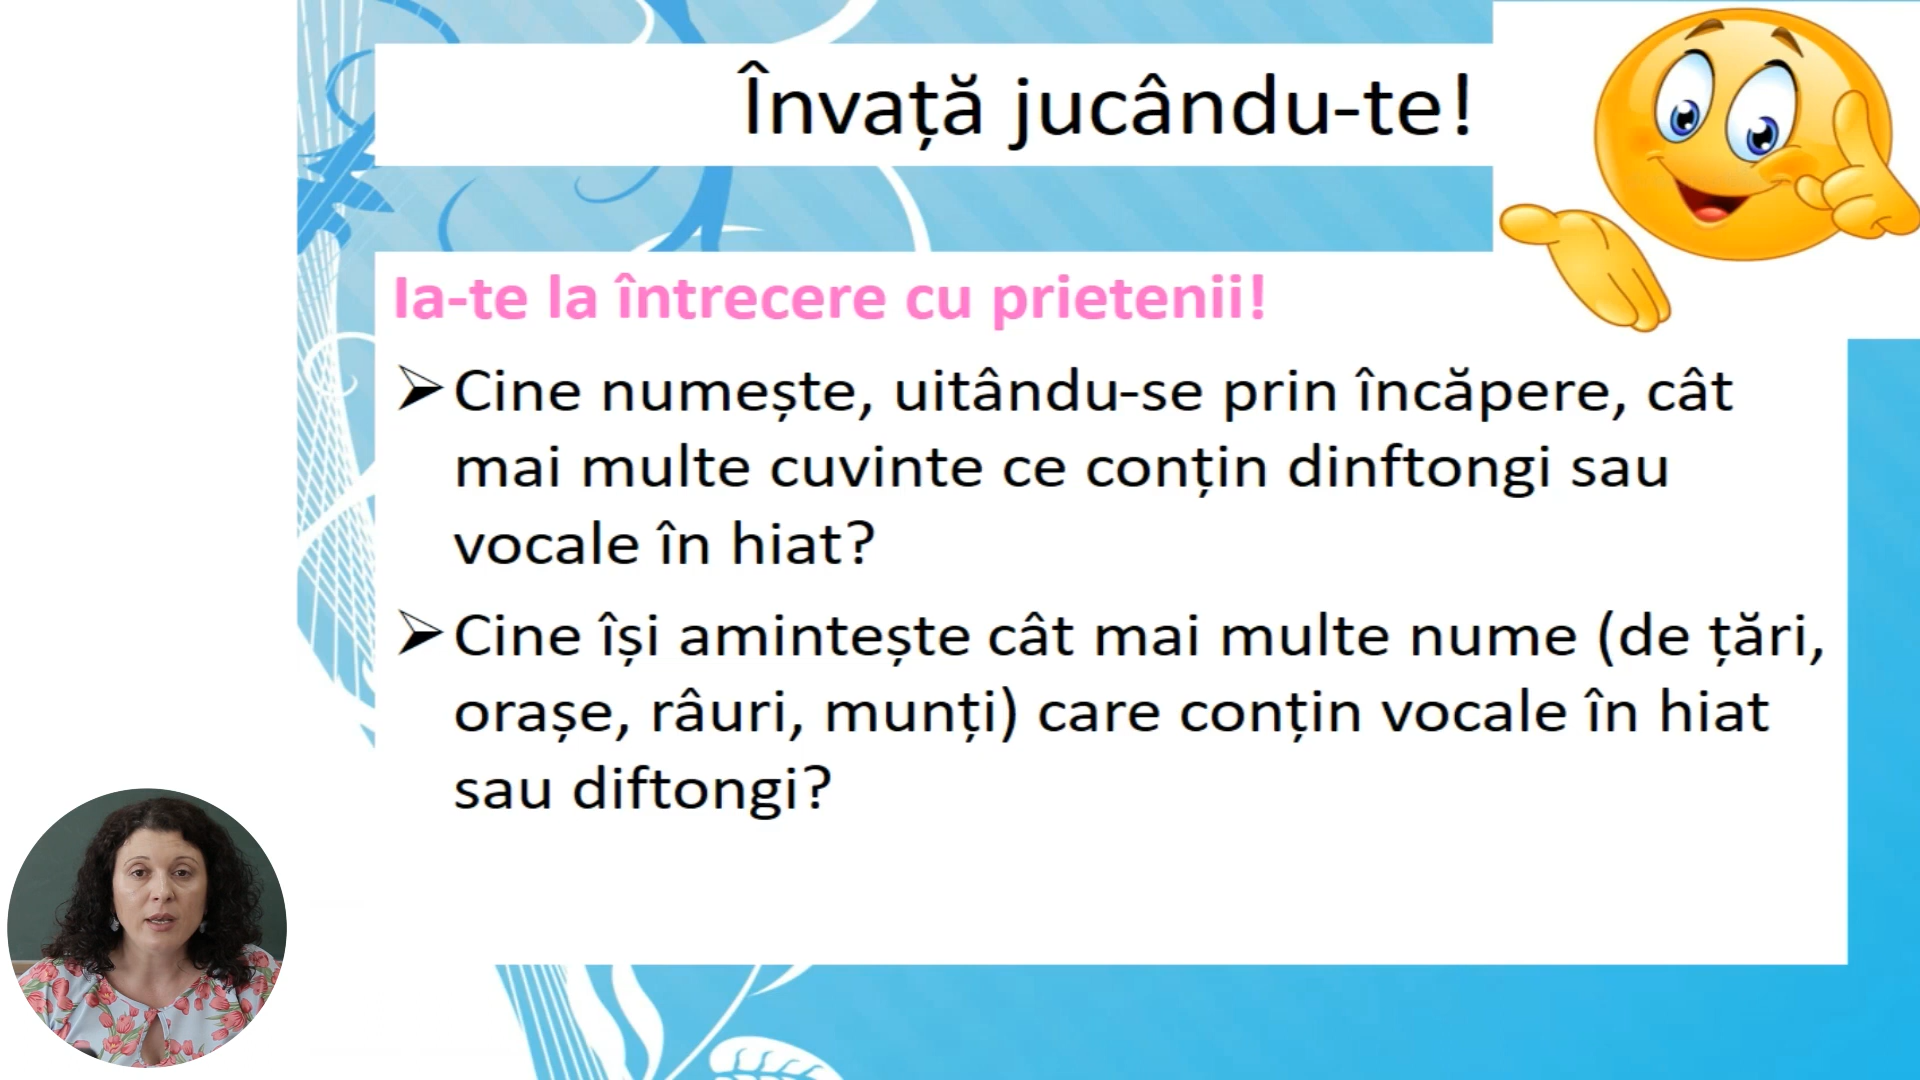 Învață jucându-te!
Ia-te la întrecere cu prietenii!
➢Cine numește, uitându-se prin încăpere, cât
mai multe cuvinte ce conțin dinftongi sau
vocale în hiat?
➢Cine își amintește cât mai multe nume (de țări,
orașe, râuri, munți) care conțin vocale în hiat
sau diftongi?